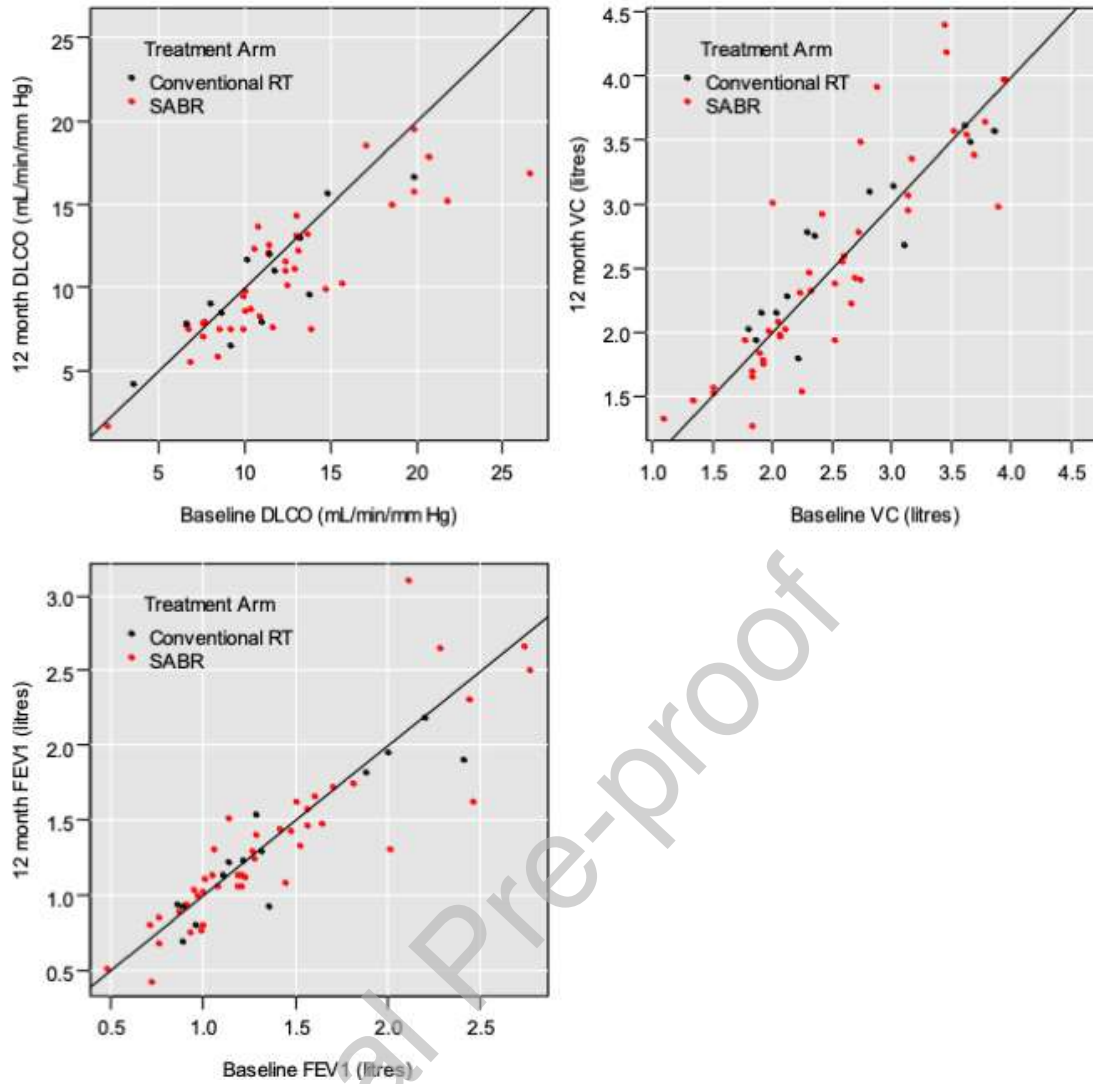 25
20
15
10
5
12 month DLCO (mL/min/mm Hg)
Treatment Arm
Conventional RT
SABR
5 10 15 20 25
Baseline DLCO (mL/min/mm Hg)
4.5
4.0
3.5
3.0
2.5
2.0
1.5
12 month VC (litres)
Treatment Arm
Conventional RT
SABR
1.0 1.5 2.0 2.5 3.0 3.5 4.0 4.5
Baseline VC (litres)
3.0
2.5
2.0
1.5
1.0
0.5
12 month FEV1 (litres)
Treatment Arm
Conventional RT
SABR
0.5 1.0 1.5 2.0 2.5
Baseline FEV1 (litres)
al Pre-proof